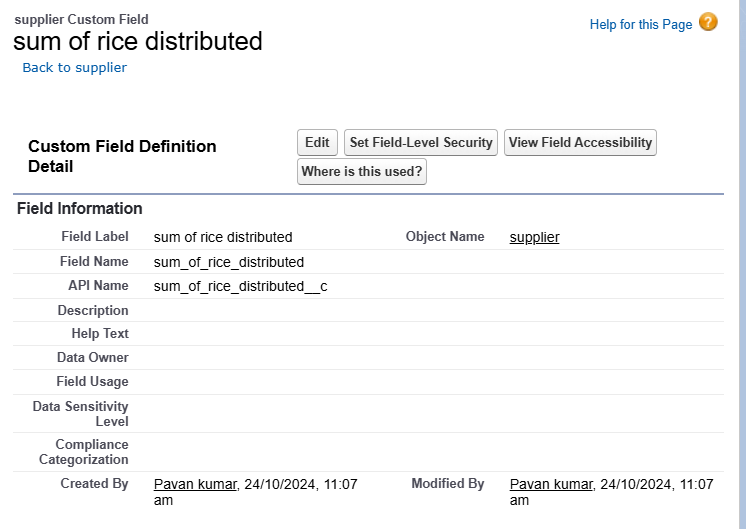 supplier Custom Field
sum of rice distributed
Help for this Page ?
Back to supplier
Custom Field Definition
Detail
Edit Set Field-Level Security View Field Accessibility
Where is this used?
Field Information
Field Label sum of rice distributed Object Name supplier
Field Name sum_of_rice_distributed
API Name sum_of_rice_distributed__c
Description
Help Text
Data Owner
Field Usage
Data Sensitivity
Level
Compliance
Categorization
Created By Pavan kumar, 24/10/2024, 11:07 Modified By Pavan kumar, 24/10/2024, 11:07
am am